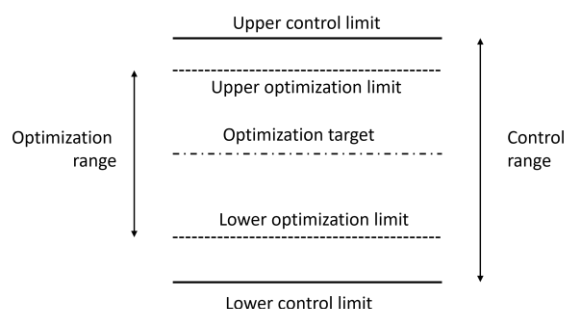 Upper control limit
Upper optimization limit
Optimization target
Optimization
range
Control
range
Lower optimization limit
Lower control limit